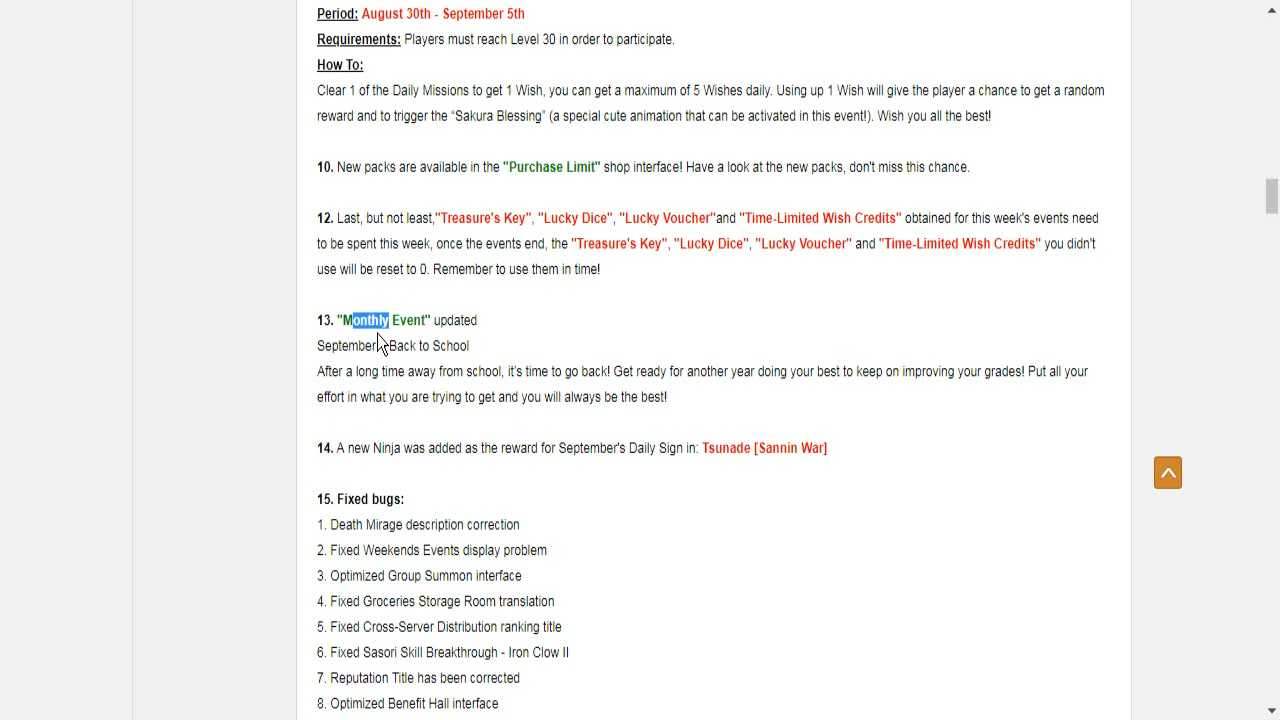 Period: August 30th - September 5th
Requirements: Players must reach Level 30 in order to participate.
How To:
Clear 1 of the Daily Missions to get 1 Wish, you can get a maximum of 5 Wishes daily. Using up 1 Wish will give the player a chance to get a random
reward and to trigger the “Sakura Blessing” (a special cute animation that can be activated in this event!). Wish you all the best!
10. New packs are available in the "Purchase Limit" shop interface! Have a look at the new packs, don't miss this chance.
12. Last, but not least,"Treasure's Key", "Lucky Dice", "Lucky Voucher"and "Time-Limited Wish Credits" obtained for this week's events need
to be spent this week, once the events end, the "Treasure's Key", "Lucky Dice", "Lucky Voucher" and "Time-Limited Wish Credits" you didn't
use will be reset to 0. Remember to use them in time!
13. "Monthly Event" updated
September Back to School
After a long time away from school, it's time to go back! Get ready for another year doing your best to keep on improving your grades! Put all your
effort in what you are trying to get and you will always be the best!
14. A new Ninja was added as the reward for September's Daily Sign in: Tsunade [Sannin War]
15. Fixed bugs:
1. Death Mirage description correction
2. Fixed Weekends Events display problem
3. Optimized Group Summon interface
4. Fixed Groceries Storage Room translation
5. Fixed Cross-Server Distribution ranking title
6. Fixed Sasori Skill Breakthrough - Iron Clow II
7. Reputation Title has been corrected
8. Optimized Benefit Hall interface